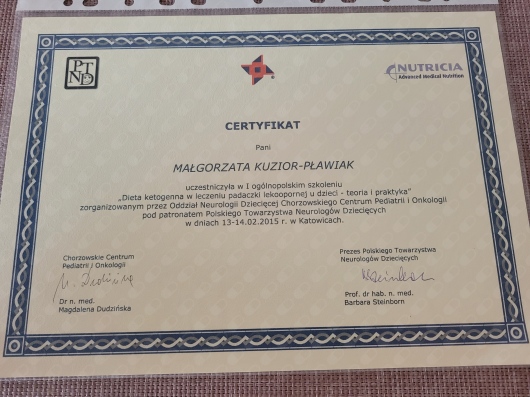 PTND
NUTRICIA
Advanced Medical Nutrition
CERTYFIKAT
Pani
MAŁGORZATA KUZIOR-PŁAWIAK
uczestniczyła w I ogólnopolskim szkoleniu
„Dieta ketogenna w leczeniu padaczki lekoopornej u dzieci - teoria i praktyka"
zorganizowanym przez Oddział Neurologii Dziecięcej Chorzowskiego Centrum Pediatrii i Onkologii
pod patronatem Polskiego Towarzystwa Neurologów Dziecięcych
w dniach 13-14.02.2015 r. w Katowicach.
Chorzowskie Centrum
Pediatrii i Onkologii
M. Dudzińska
Dr n. med.
Magdalena Dudzińska
Prezes Polskiego Towarzystwa
Neurologów Dziecięcych
Prof. dr hab. n. med.
Barbara Steinborn